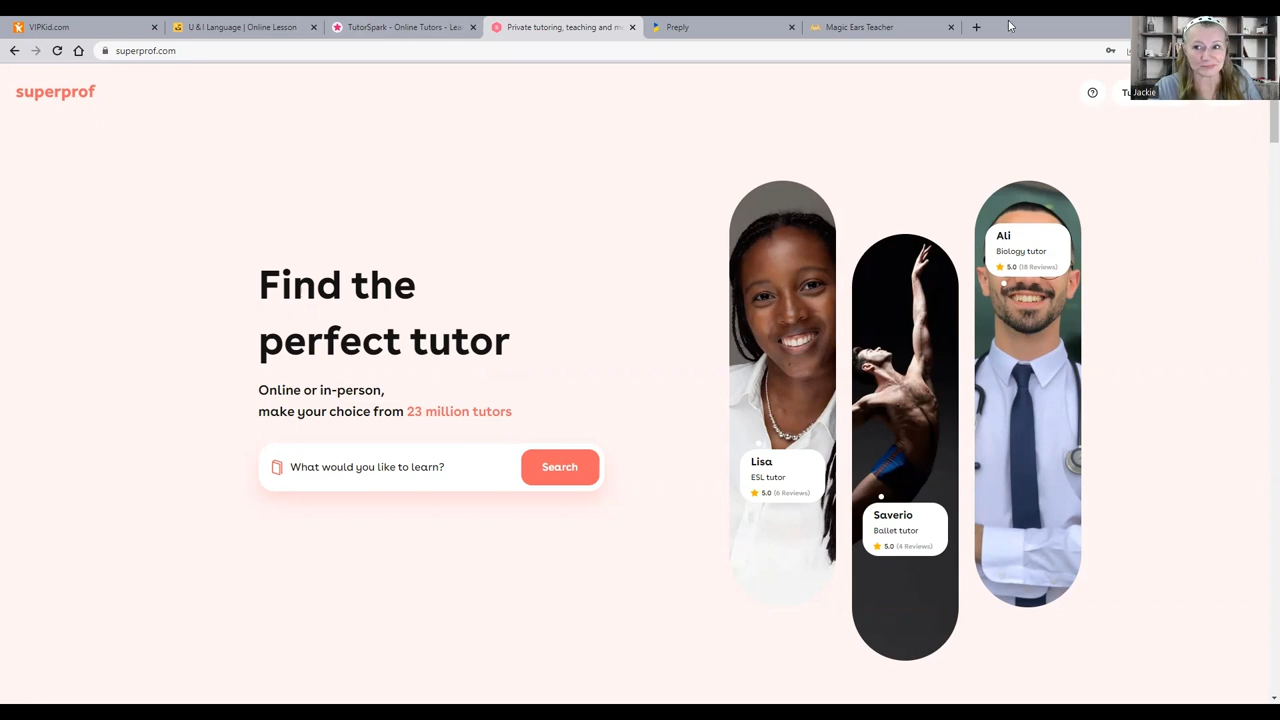 VIPKid.com
U & I Language | Online Lesson
TutorSpark - Online Tutors - Lea
Private tutoring, teaching and m
Preply
Magic Ears Teacher
superprof.com
Jackie
superprof
Find the
perfect tutor
Online or in-person,
make your choice from 23 million tutors
What would you like to learn?
Search
Lisa
ESL tutor
5.0 (6 Reviews)
Saverio
Ballet tutor
5.0 (4 Reviews)
Ali
Biology tutor
5.0 (18 Reviews)